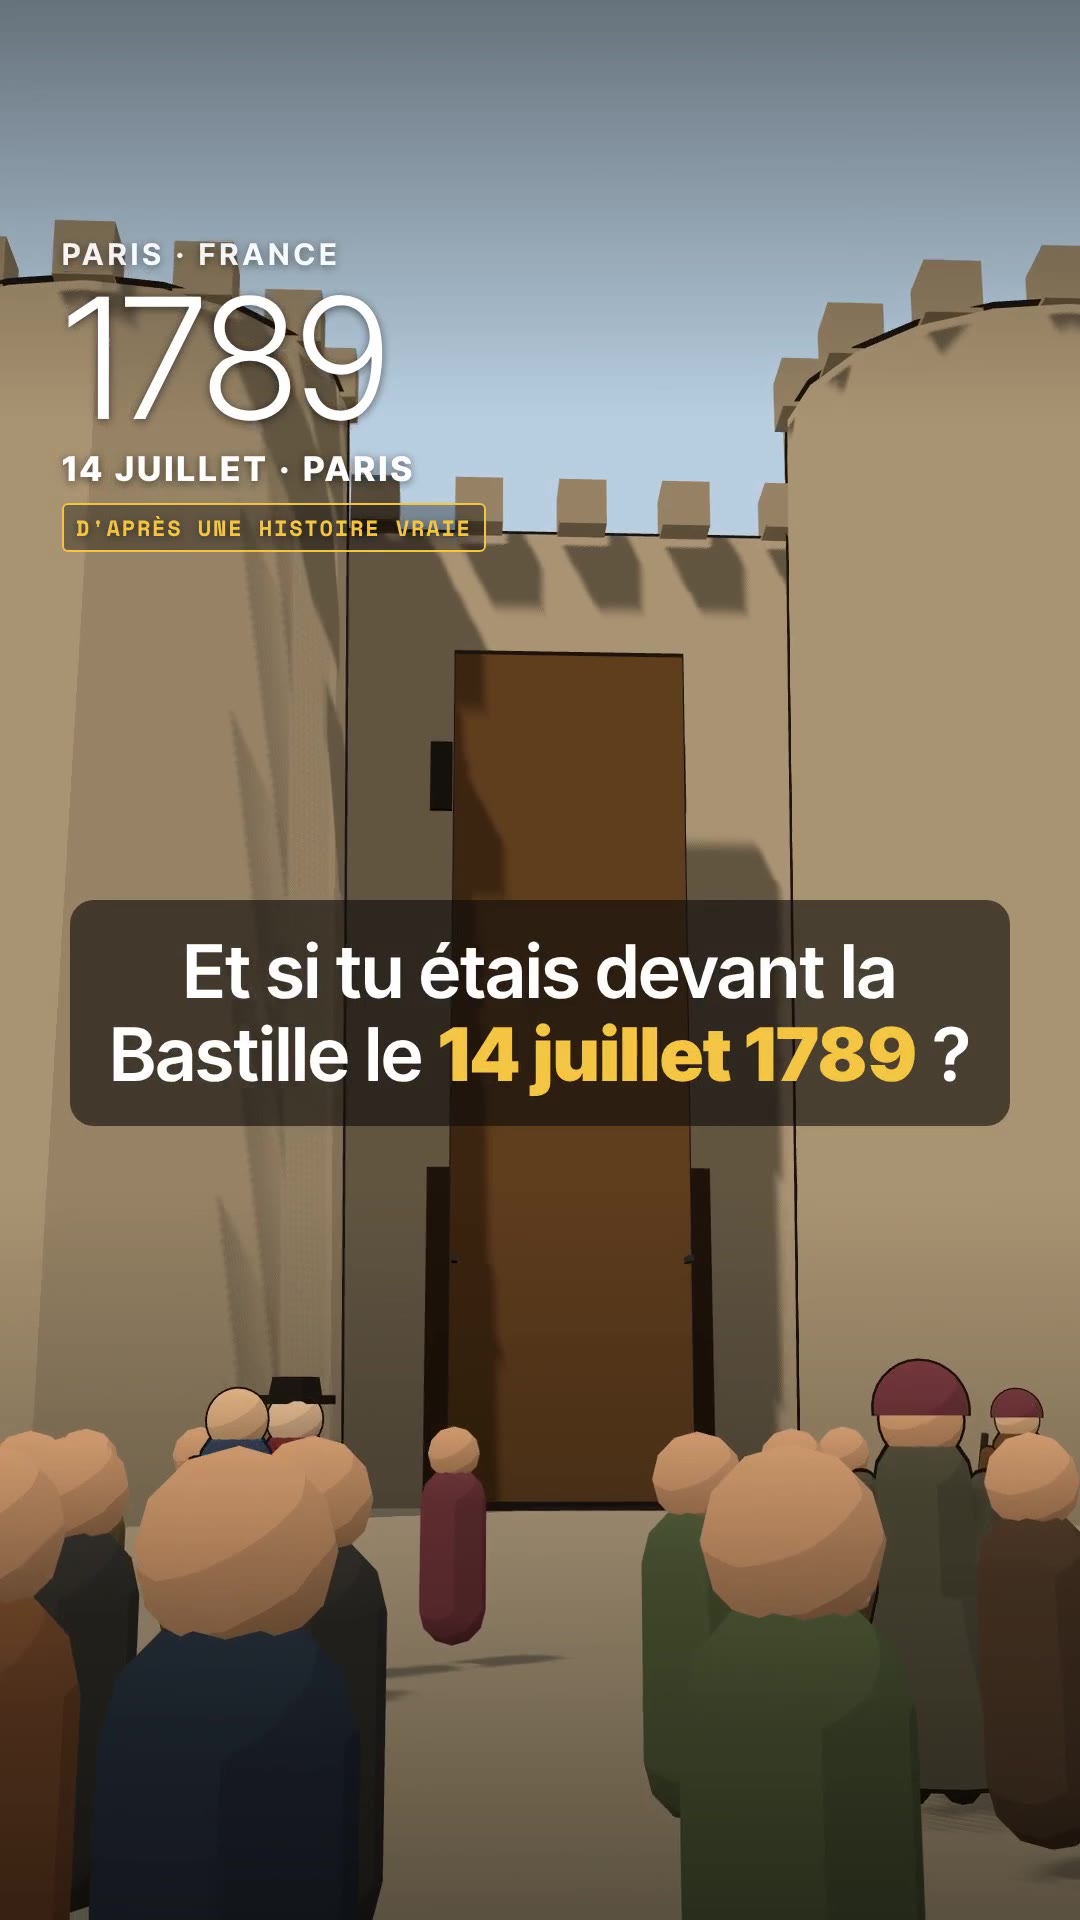 PARIS · FRANCE
1789
14 JUILLET · PARIS
D'APRÈS UNE HISTOIRE VRAIE
Et si tu étais devant la
Bastille le 14 juillet 1789 ?